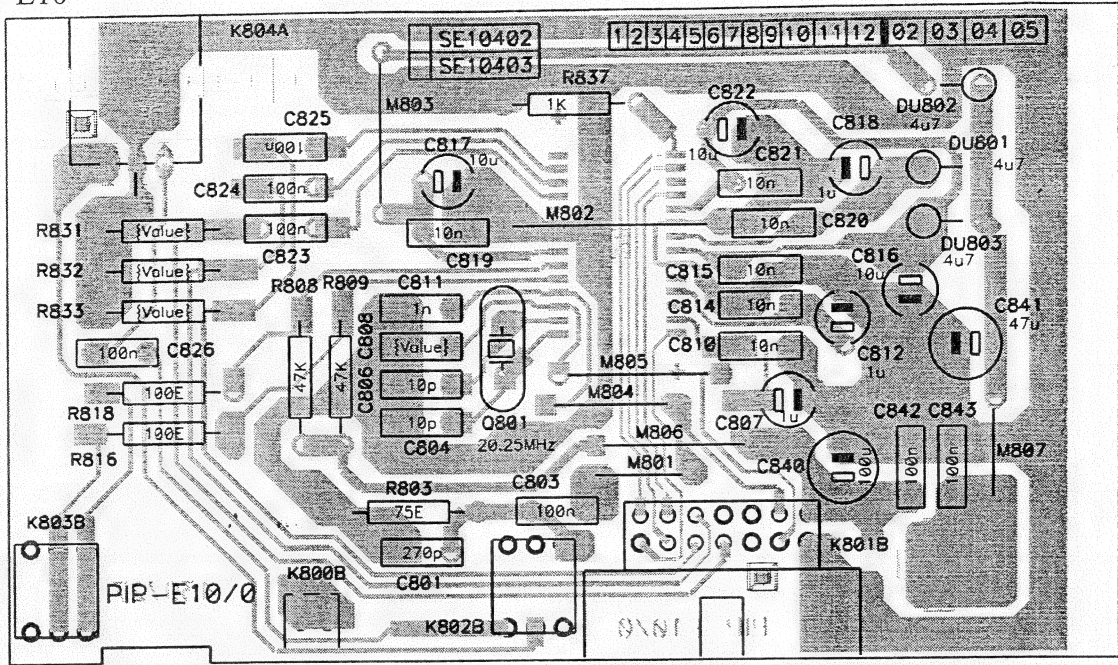 E10
K804A
SE10402
SE10403
1 2 3 4 5 6 7 8 9 10 11 12 02 03 04 05
R837
1K
M803
C822
10u
C821
10n
C818
1u
DU802
4u7
DU801
4u7
C825
100n
C817
10u
C824
100n
M802
C820
10n
R831
{Value}
100n
C823
10n
C819
DU803
4u7
R832
{Value}
R808
R809
C811
1n
C815
10n
C816
10u
R833
{Value}
C808
{Value}
C814
10n
C841
47u
C826
100n
C810
10n
C812
1u
47K
47K
C806
10p
M805
100E
R818
10p
C804
Q801
20.25MHz
M804
C807
1u
C842
100n
C843
100n
100E
R816
M806
M807
M801
C840
100u
R803
75E
C803
100n
K803B
270p
C801
K801B
PIP-E10/0
K800B
K802B
PIP-E10/0